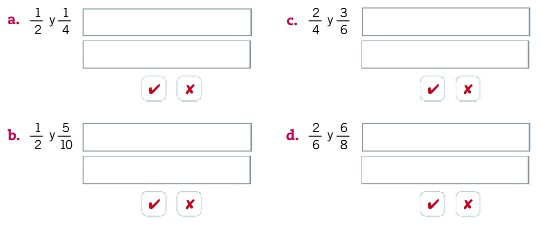 a. 1/2 y 1/4
c. 2/4 y 3/6
b. 1/2 y 5/10
d. 2/6 y 6/8